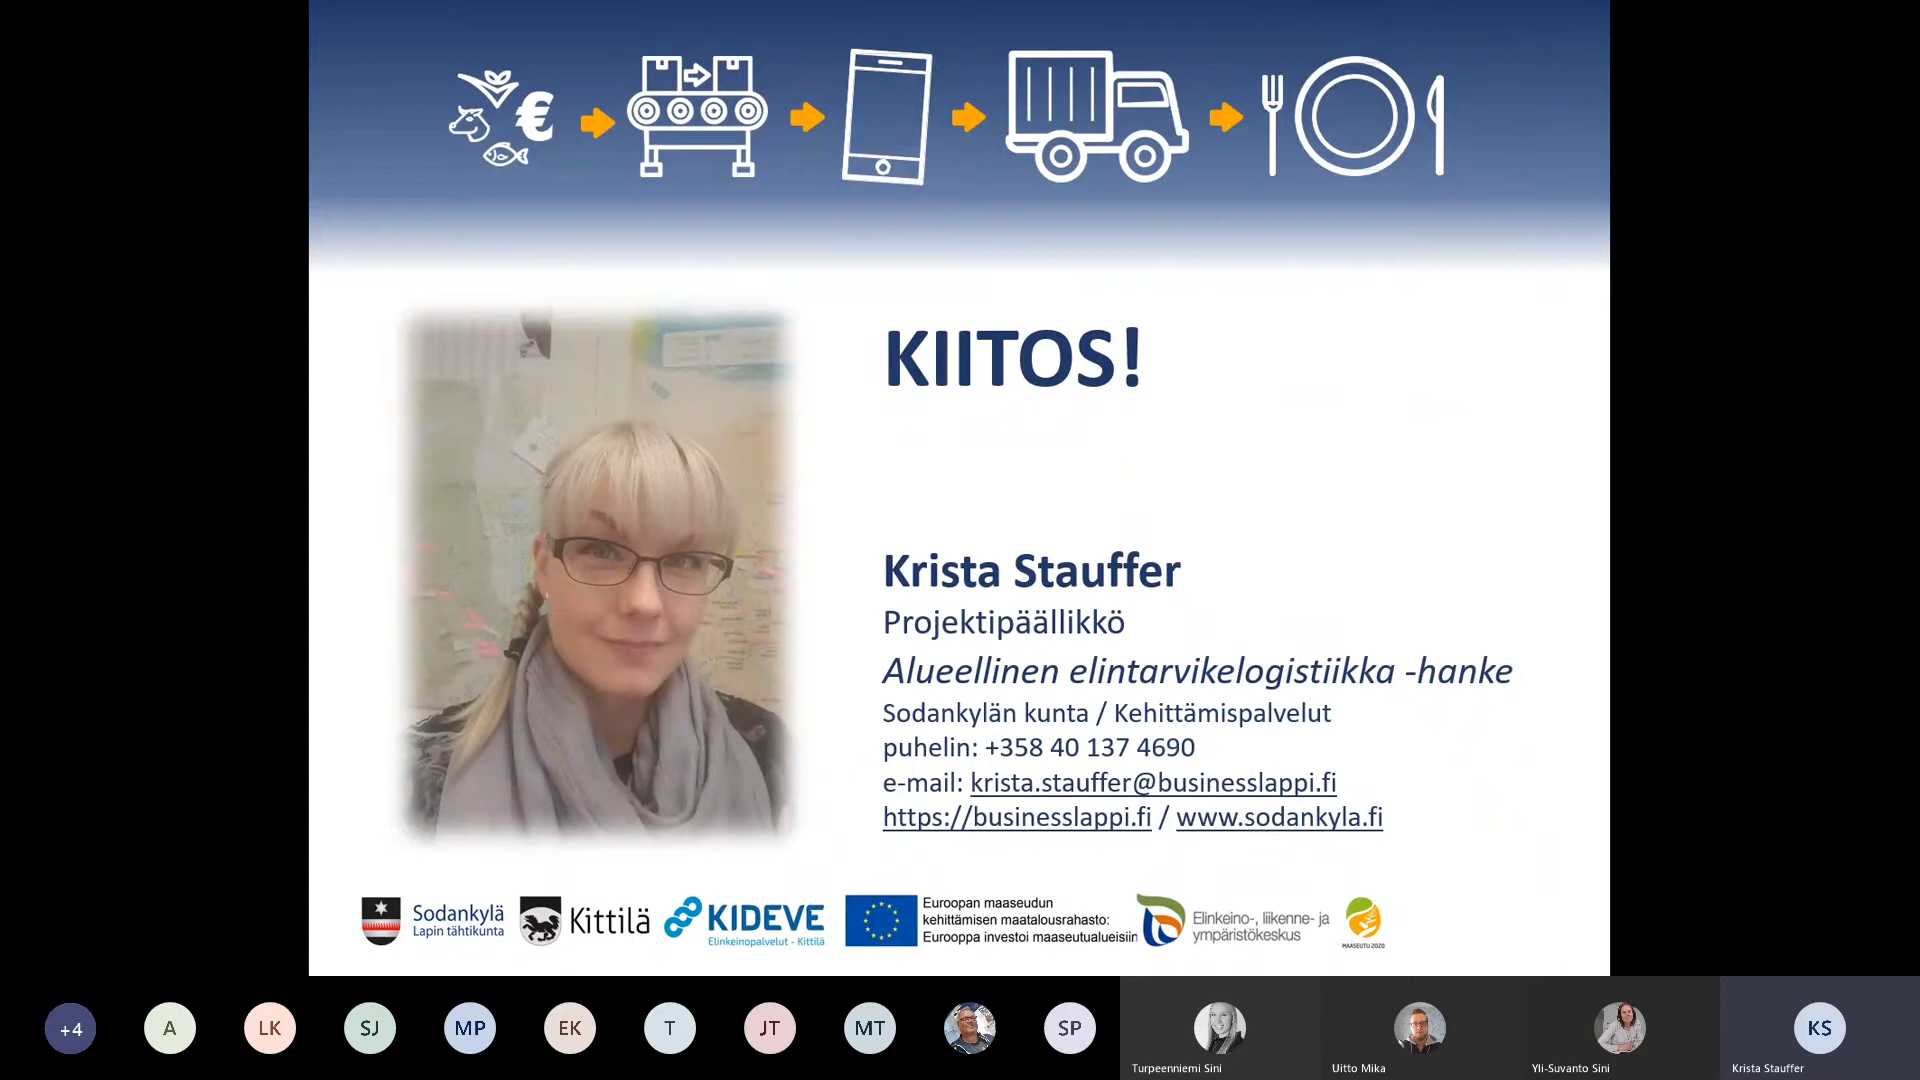 KIITOS!
Krista Stauffer
Projektipäällikkö
Alueellinen elintarvikelogistiikka -hanke
Sodankylän kunta / Kehittämispalvelut
puhelin: +358 40 137 4690
e-mail: krista.stauffer@businesslappi.fi
https://businesslappi.fi / www.sodankyla.fi
Sodankylä
Lapin tähtikunta
Kittilä
KIDEVE
Elinkeinopalvelut - Kittilä
Euroopan maaseudun
kehittämisen maatalousrahasto:
Eurooppa investoi maaseutualueisiin
Elinkeino-, liikenne- ja
ympäristökeskus
MAASEUTU 2020
+4
A
LK
SJ
MP
EK
T
JT
MT
SP
KS
Turpeenniemi Sini
Uitto Mika
Yli-Suvanto Sini
Krista Stauffer